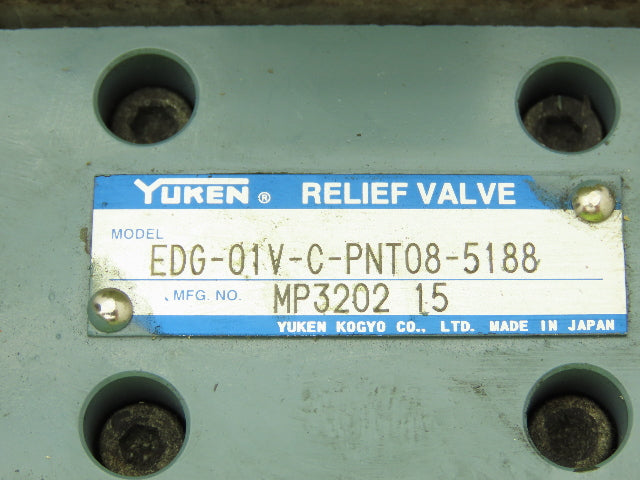 YUKEN ® RELIEF VALVE
MODEL
EDG-01V-C-PNT08-5188
MFG. NO. MP3202 15
YUKEN KOGYO CO., LTD. MADE IN JAPAN